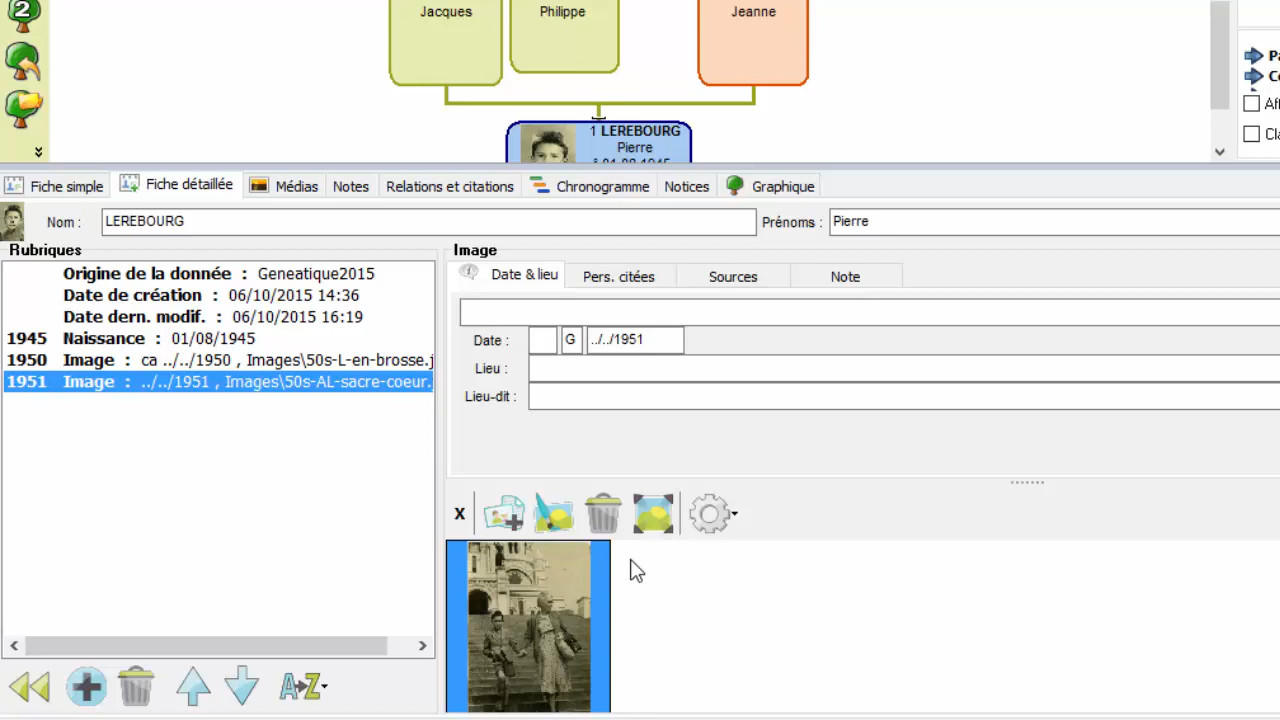 2
Jacques
Philippe
Jeanne
1 LEREBOURG
Pierre
Fiche simple
Fiche détaillée
Médias
Notes
Relations et citations
Chronogramme
Notices
Graphique
Nom :
LEREBOURG
Prénoms :
Pierre
Rubriques
Origine de la donnée : Geneatique2015
Date de création : 06/10/2015 14:36
Date dern. modif. : 06/10/2015 16:19
1945 Naissance : 01/08/1945
1950 Image : ca ../../1950 , Images\50s-L-en-brosse.j
1951 Image : ../../1951 , Images\50s-AL-sacre-coeur.
Image
Date & lieu
Pers. citées
Sources
Note
Date :
G
../../1951
Lieu :
Lieu-dit :
X
A Z